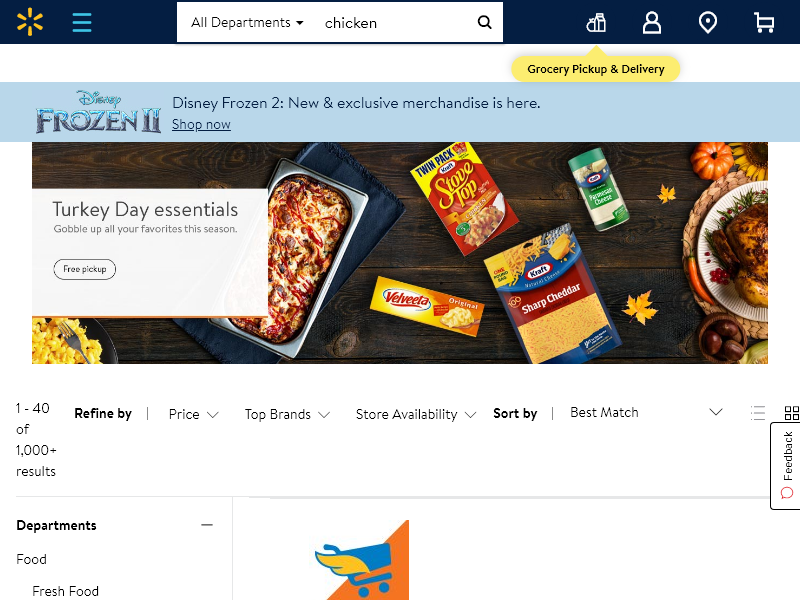 All Departments
chicken
Grocery Pickup & Delivery
Disney
FROZEN II
Disney Frozen 2: New & exclusive merchandise is here.
Shop now
Turkey Day essentials
Gobble up all your favorites this season.
Free pickup
TWIN PACK
Kraft
Stove Top
Kraft
Parmesan Cheese
Velveeta
Original
Kraft
Natural Cheese
Sharp Cheddar
1 - 40
of
1,000+
results
Refine by
Price
Top Brands
Store Availability
Sort by
Best Match
Feedback
Departments
Food
Fresh Food